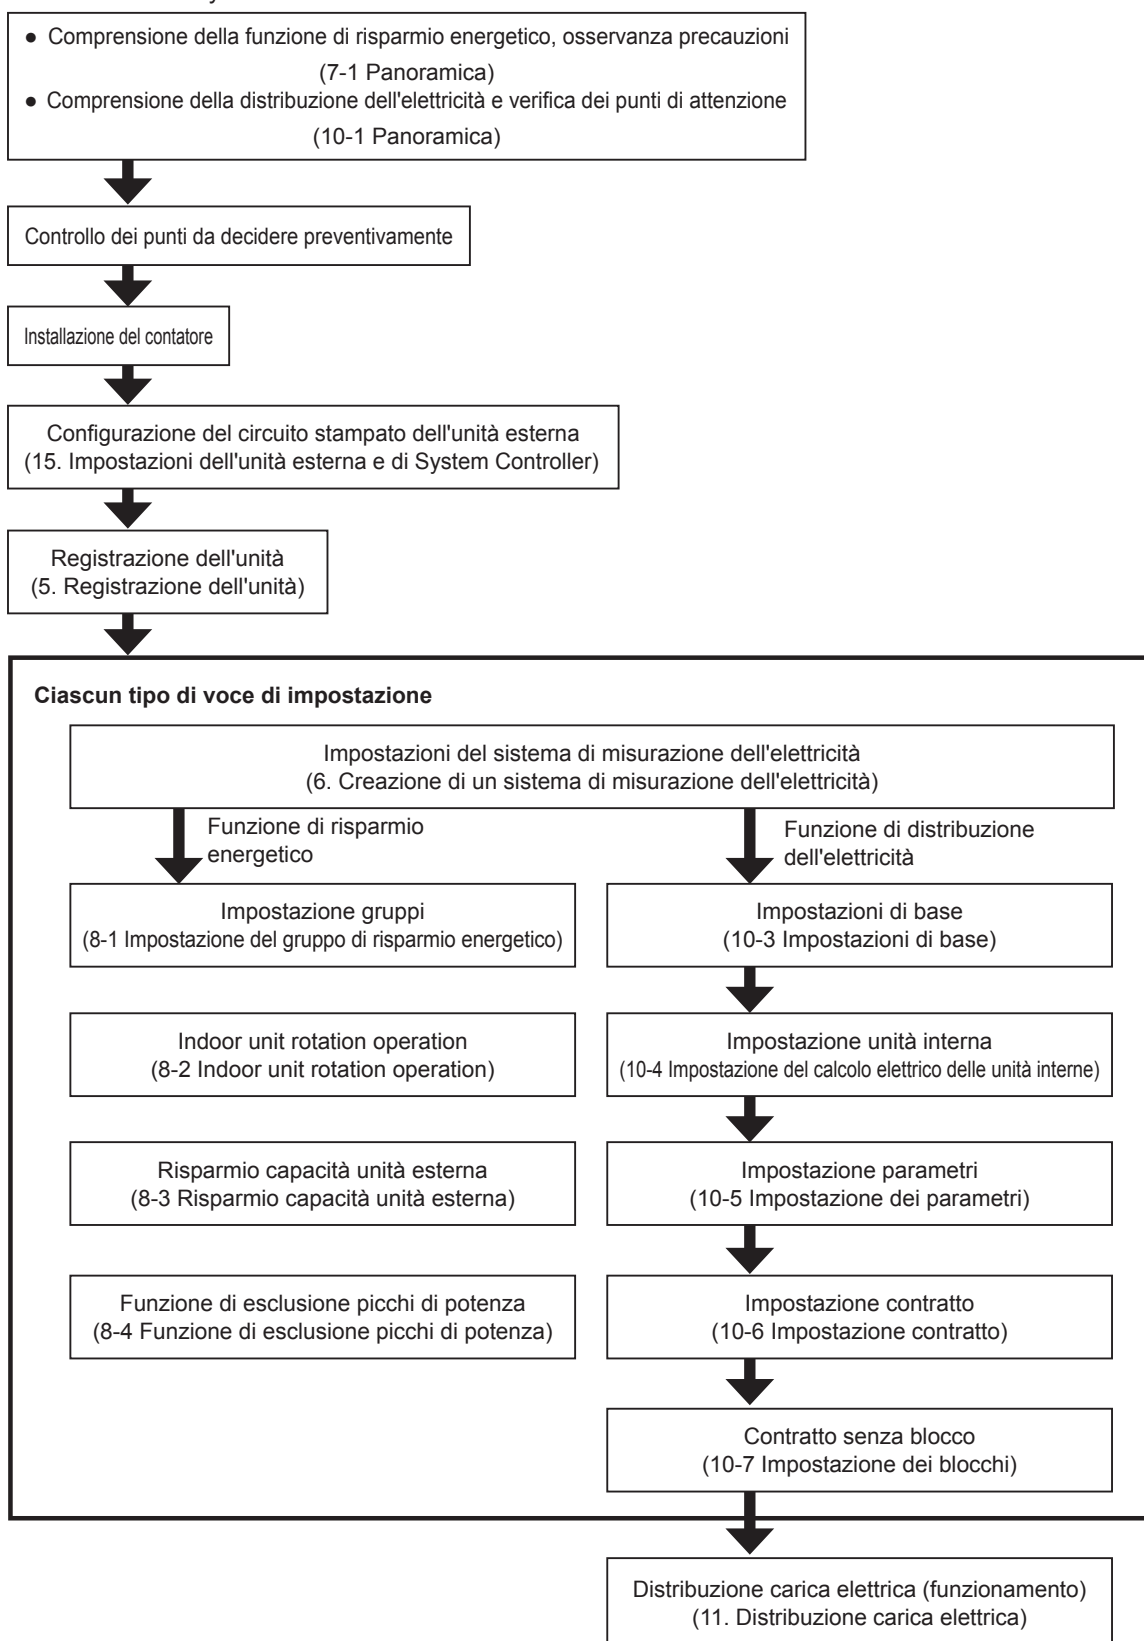 ● Comprensione della funzione di risparmio energetico, osservanza precauzioni
(7-1 Panoramica)
● Comprensione della distribuzione dell'elettricità e verifica dei punti di attenzione
(10-1 Panoramica)
Controllo dei punti da decidere preventivamente
Installazione del contatore
Configurazione del circuito stampato dell'unità esterna
(15. Impostazioni dell'unità esterna e di System Controller)
Registrazione dell'unità
(5. Registrazione dell'unità)
Ciascun tipo di voce di impostazione
Impostazioni del sistema di misurazione dell'elettricità
(6. Creazione di un sistema di misurazione dell'elettricità)
Funzione di risparmio
energetico
Funzione di distribuzione
dell'elettricità
Impostazione gruppi
(8-1 Impostazione del gruppo di risparmio energetico)
Impostazioni di base
(10-3 Impostazioni di base)
Indoor unit rotation operation
(8-2 Indoor unit rotation operation)
Impostazione unità interna
(10-4 Impostazione del calcolo elettrico delle unità interne)
Risparmio capacità unità esterna
(8-3 Risparmio capacità unità esterna)
Impostazione parametri
(10-5 Impostazione dei parametri)
Funzione di esclusione picchi di potenza
(8-4 Funzione di esclusione picchi di potenza)
Impostazione contratto
(10-6 Impostazione contratto)
Contratto senza blocco
(10-7 Impostazione dei blocchi)
Distribuzione carica elettrica (funzionamento)
(11. Distribuzione carica elettrica)